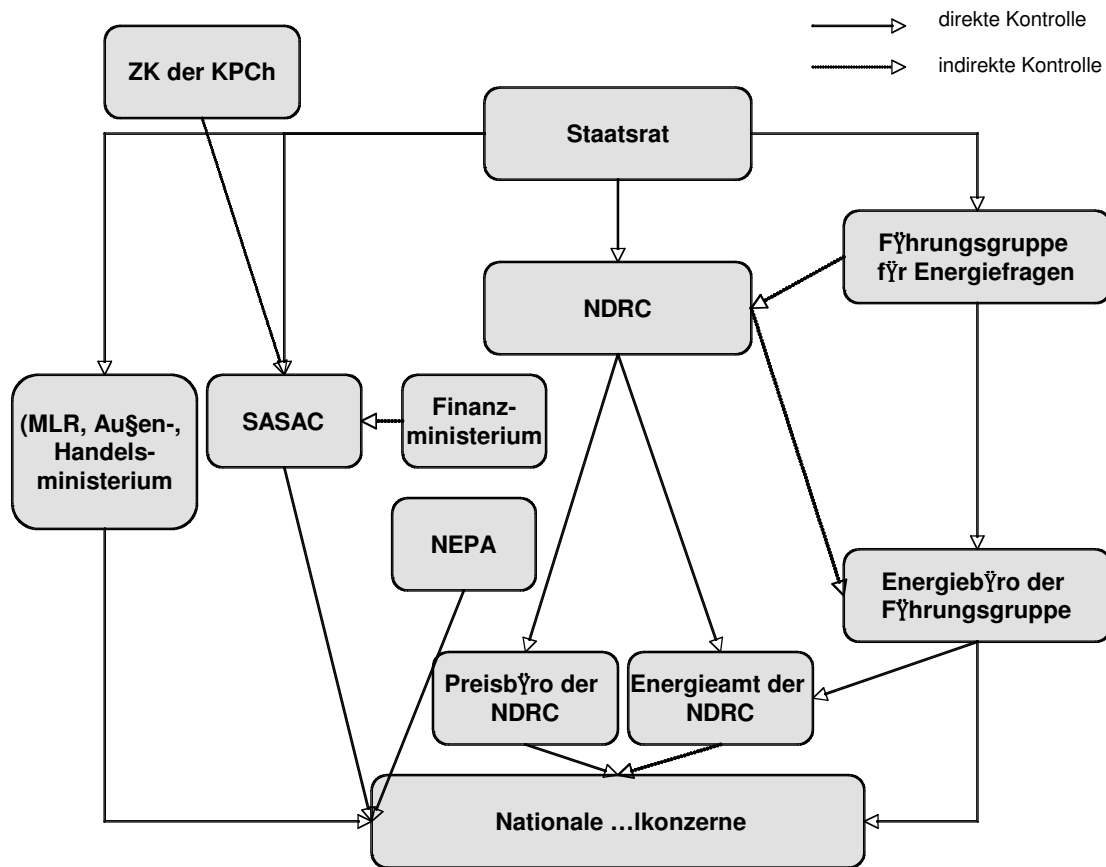 direkte Kontrolle
indirekte Kontrolle
ZK der KPCh
Staatsrat
FŸhrungsgruppe
fŸr Energiefragen
NDRC
(MLR, Au§en-,
Handels-
ministerium
SASAC
Finanz-
ministerium
NEPA
EnergiebŸro der
FŸhrungsgruppe
PreisbŸro der
NDRC
Energieamt der
NDRC
Nationale …lkonzerne